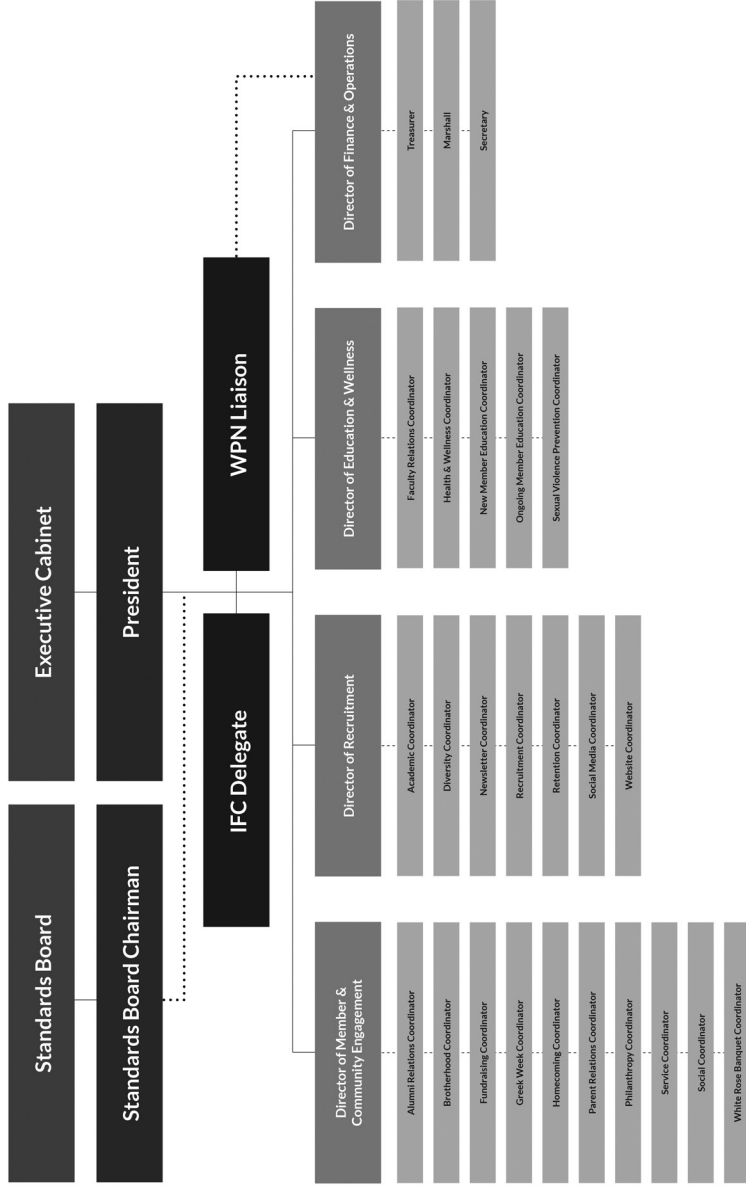 Standards Board
Executive Cabinet
Standards Board Chairman
President
IFC Delegate
WPN Liaison
Director of Member &
Community Engagement
Alumni Relations Coordinator
Brotherhood Coordinator
Fundraising Coordinator
Greek Week Coordinator
Homecoming Coordinator
Parent Relations Coordinator
Philanthropy Coordinator
Service Coordinator
Social Coordinator
White Rose Banquet Coordinator
Director of Recruitment
Academic Coordinator
Diversity Coordinator
Newsletter Coordinator
Recruitment Coordinator
Retention Coordinator
Social Media Coordinator
Website Coordinator
Director of Education & Wellness
Faculty Relations Coordinator
Health & Wellness Coordinator
New Member Education Coordinator
Ongoing Member Education Coordinator
Sexual Violence Prevention Coordinator
Director of Finance & Operations
Treasurer
Marshall
Secretary